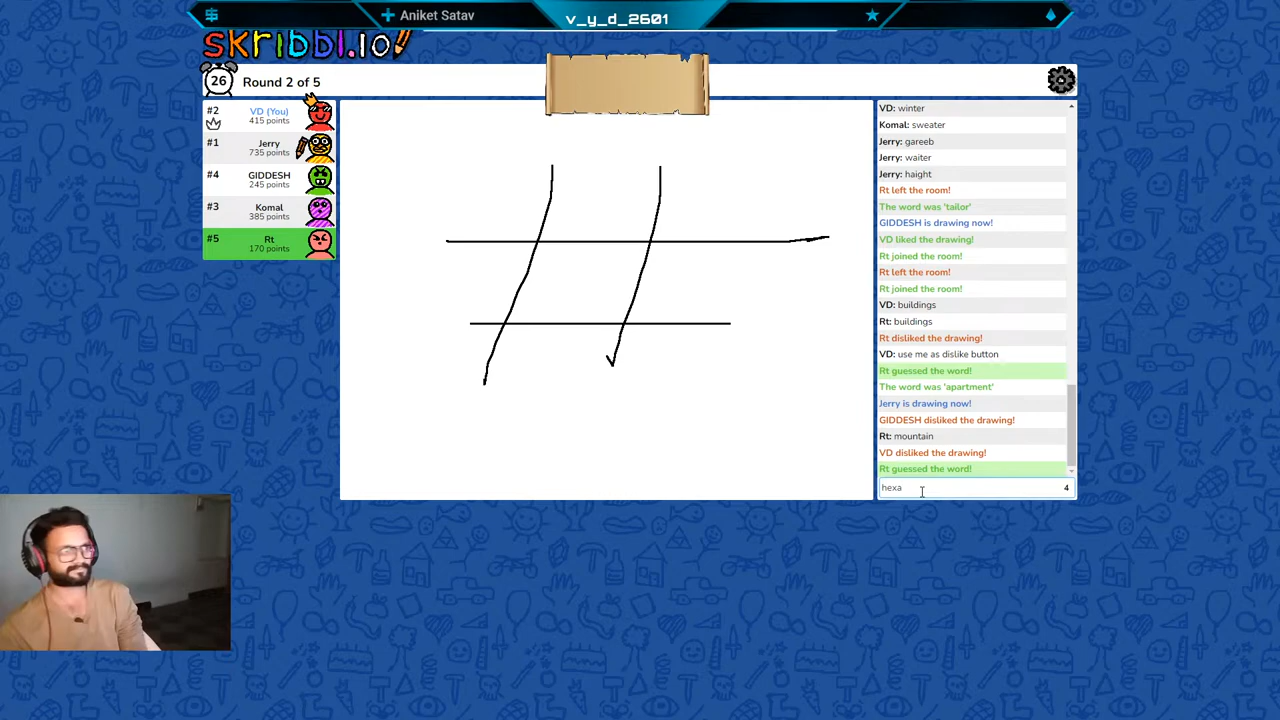 Aniket Satav
v_y_d_2601
skribbl.io
26
Round 2 of 5
#2
VD (You)
415 points
#1
Jerry
735 points
#4
GIDDESH
245 points
#3
Komal
385 points
#5
Rt
170 points
VD: winter
Komal: sweater
Jerry: gareeb
Jerry: waiter
Jerry: haight
Rt left the room!
The word was 'tailor'
GIDDESH is drawing now!
VD liked the drawing!
Rt joined the room!
Rt left the room!
Rt joined the room!
VD: buildings
Rt: buildings
Rt disliked the drawing!
VD: use me as dislike button
Rt guessed the word!
The word was 'apartment'
Jerry is drawing now!
GIDDESH disliked the drawing!
Rt: mountain
VD disliked the drawing!
Rt guessed the word!
hexa
4